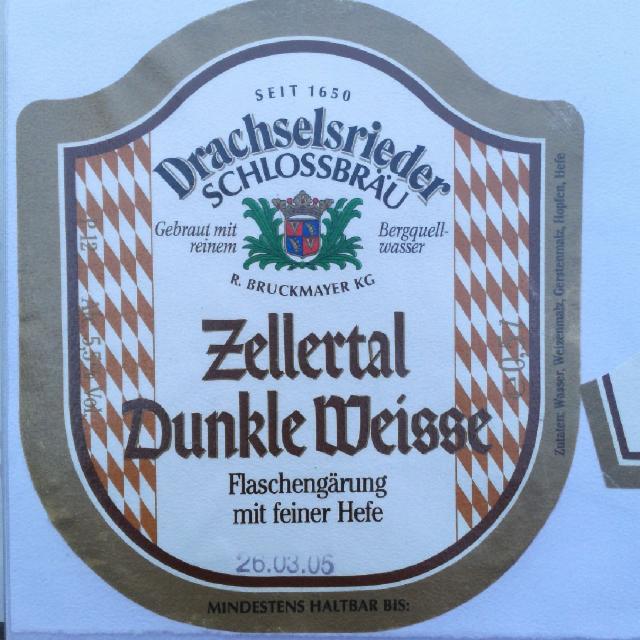 SEIT 1650
Drachselsrieder
SCHLOSSBRÄU
Gebraut mit
reinem
Bergquell-
wasser
R. BRUCKMAYER KG
Zellertal
Dunkle Weisse
Flaschengärung
mit feiner Hefe
26.03.06
MINDESTENS HALTBAR BIS:
Zutaten: Wasser, Weizenmalz, Gerstenmalz, Hopfen, Hefe
0,5 l
Vol.